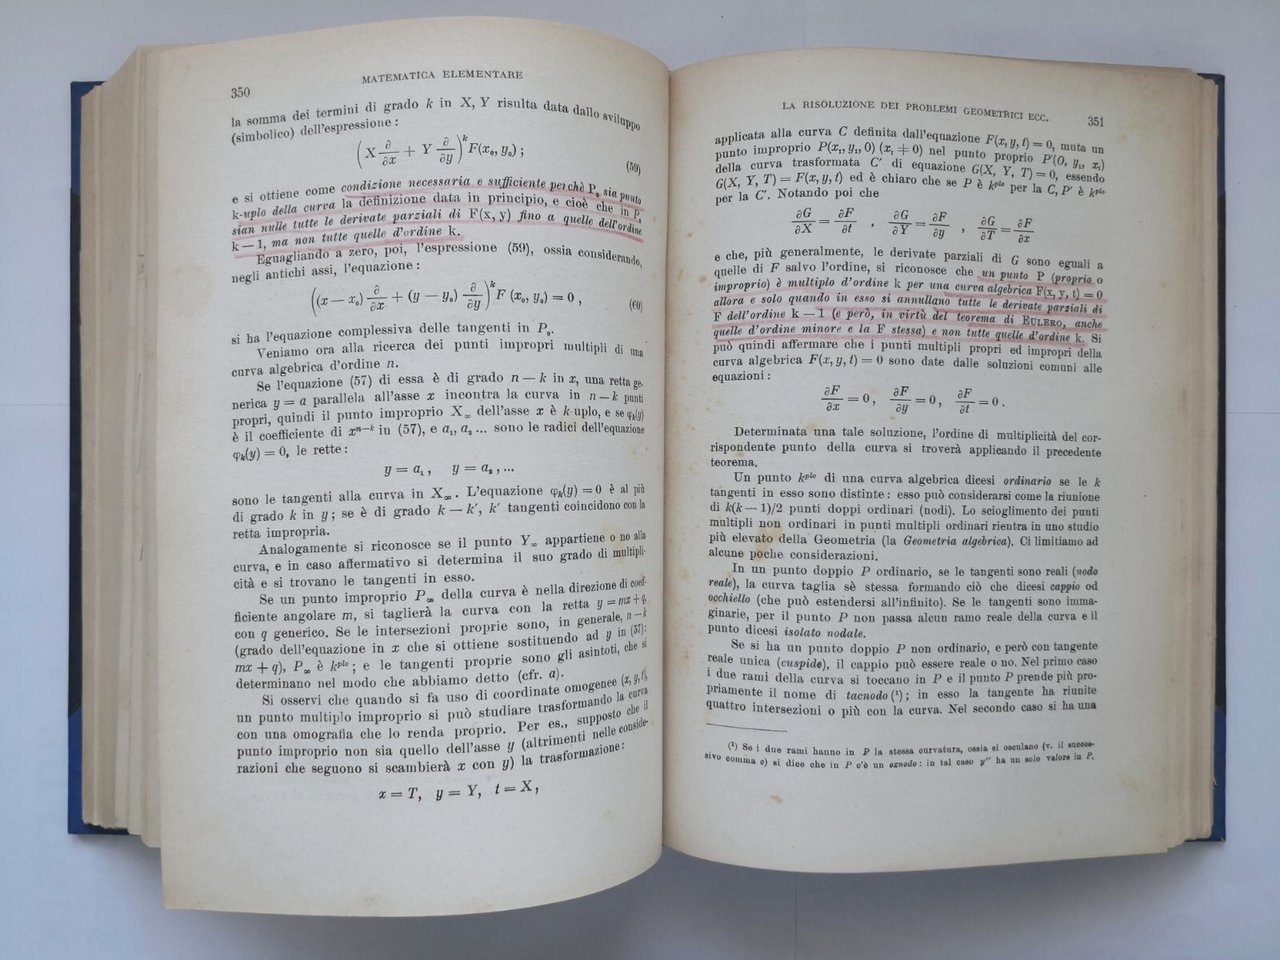 350
MATEMATICA ELEMENTARE
la somma dei termini di grado k in X, Y risulta data dallo sviluppo
(simbolico) dell'espressione:
(X ∂/∂x + Y ∂/∂y)^k F(x₀, y₀) ;
(59)
e si ottiene come condizione necessaria e sufficiente perchè P₀ sia punto
k-uplo della curva la definizione data in principio, e cioè che in P₀
sian nulle tutte le derivate parziali di F(x, y) fino a quelle dell'ordine
k — 1, ma non tutte quelle d'ordine k.
Eguagliando a zero, poi, l'espressione (59), ossia considerando,
negli antichi assi, l'equazione:
((x — x₀) ∂/∂x + (y — y₀) ∂/∂y)^k F (x₀, y₀) = 0 ,
(60)
si ha l'equazione complessiva delle tangenti in P₀.
Veniamo ora alla ricerca dei punti impropri multipli di una
curva algebrica d'ordine n.
Se l'equazione (57) di essa è di grado n — k in x, una retta ge-
nerica y = a parallela all'asse x incontra la curva in n — k punti
propri, quindi il punto improprio X∞ dell'asse x è k-uplo, e se φₖ(y)
è il coefficiente di xⁿ⁻ᵏ in (57), e a₁, a₂ ... sono le radici dell'equazione
φₖ(y) = 0, le rette:
y = a₁ , y = a₂ , ...
sono le tangenti alla curva in X∞. L'equazione φₖ(y) = 0 è al più
di grado k in y; se è di grado k — k', k' tangenti coincidono con la
retta impropria.
Analogamente si riconosce se il punto Y∞ appartiene o no alla
curva, e in caso affermativo si determina il suo grado di multipli-
cità e si trovano le tangenti in esso.
Se un punto improprio P∞ della curva è nella direzione di coef-
ficiente angolare m, si taglierà la curva con la retta y = mx + q,
con q generico. Se le intersezioni proprie sono, in generale, n — k
(grado dell'equazione in x che si ottiene sostituendo ad y in (57):
mx + q), P∞ è kᵖˡᵒ; e le tangenti proprie sono gli asintoti, che si
determinano nel modo che abbiamo detto (cfr. a).
Si osservi che quando si fa uso di coordinate omogenee (x, y, t),
un punto multiplo improprio si può studiare trasformando la curva
con una omografia che lo renda proprio. Per es., supposto che il
punto improprio non sia quello dell'asse y (altrimenti nelle conside-
razioni che seguono si scambierà x con y) la trasformazione:
x = T, y = Y, t = X,
LA RISOLUZIONE DEI PROBLEMI GEOMETRICI ECC.
351
applicata alla curva C definita dall'equazione F(x, y, t) = 0, muta un
punto improprio P(x₁, y₁, 0) (x₁ ≠ 0) nel punto proprio P'(0, y₁, x₁)
della curva trasformata C' di equazione G(X, Y, T) = 0, essendo
G(X, Y, T) = F(x, y, t) ed è chiaro che se P è kᵖˡᵒ per la C, P' è kᵖˡᵒ
per la C'. Notando poi che
∂G/∂X = ∂F/∂t , ∂G/∂Y = ∂F/∂y , ∂G/∂T = ∂F/∂x
e che, più generalmente, le derivate parziali di G sono eguali a
quelle di F salvo l'ordine, si riconosce che un punto P (proprio o
improprio) è multiplo d'ordine k per una curva algebrica F(x, y, t) = 0
allora e solo quando in esso si annullano tutte le derivate parziali di
F dell'ordine k — 1 (e però, in virtù del teorema di EULERO, anche
quelle d'ordine minore e la F stessa) e non tutte quelle d'ordine k. Si
può quindi affermare che i punti multipli propri ed impropri della
curva algebrica F(x, y, t) = 0 sono date dalle soluzioni comuni alle
equazioni:
∂F/∂x = 0 , ∂F/∂y = 0 , ∂F/∂t = 0 .
Determinata una tale soluzione, l'ordine di multiplicità del cor-
rispondente punto della curva si troverà applicando il precedente
teorema.
Un punto kᵖˡᵒ di una curva algebrica dicesi ordinario se le k
tangenti in esso sono distinte: esso può considerarsi come la riunione
di k(k — 1)/2 punti doppi ordinari (nodi). Lo scioglimento dei punti
multipli non ordinari in punti multipli ordinari rientra in uno studio
più elevato della Geometria (la Geometria algebrica). Ci limitiamo ad
alcune poche considerazioni.
In un punto doppio P ordinario, se le tangenti sono reali (nodo
reale), la curva taglia sè stessa formando ciò che dicesi cappio od
occhiello (che può estendersi all'infinito). Se le tangenti sono imma-
ginarie, per il punto P non passa alcun ramo reale della curva e il
punto dicesi isolato nodale.
Se si ha un punto doppio P non ordinario, e però con tangente
reale unica (cuspide), il cappio può essere reale o no. Nel primo caso
i due rami della curva si toccano in P e il punto P prende più pro-
priamente il nome di tacnodo (¹); in esso la tangente ha riunite
quattro intersezioni o più con la curva. Nel secondo caso si ha una
(¹) Se i due rami hanno in P la stessa curvatura, ossia si osculano (v. il succes-
sivo comma c) si dice che in P c'è un oxnodo: in tal caso y'' ha un solo valore in P.